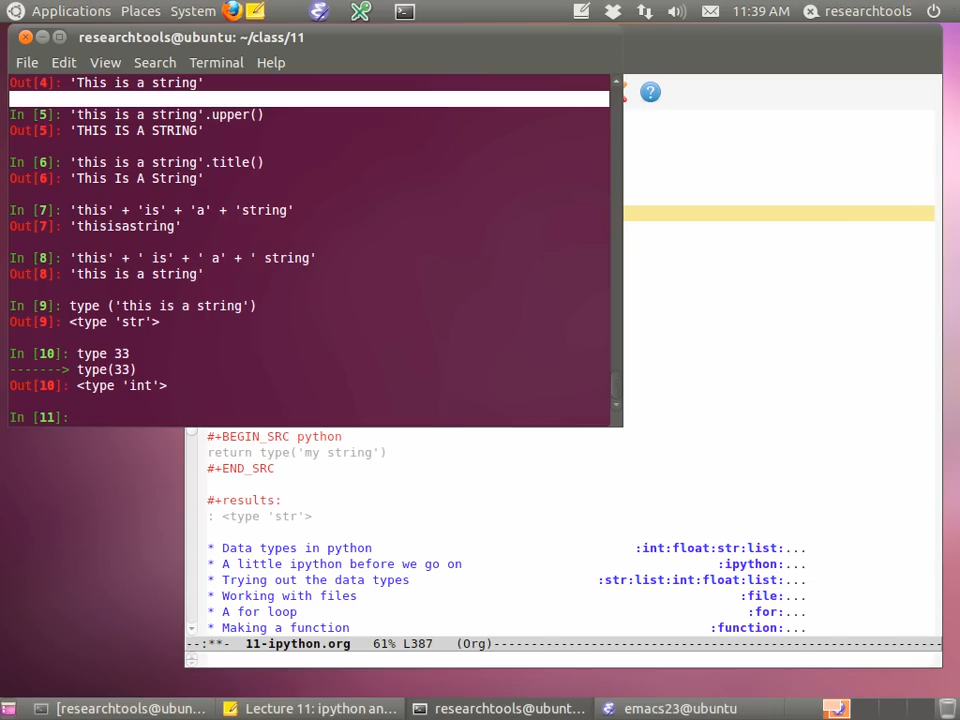 Applications Places System 11:39 AM researchtools
researchtools@ubuntu: ~/class/11
File Edit View Search Terminal Help
Out[4]: 'This is a string'
In [5]: 'this is a string'.upper()
Out[5]: 'THIS IS A STRING'
In [6]: 'this is a string'.title()
Out[6]: 'This Is A String'
In [7]: 'this' + 'is' + 'a' + 'string'
Out[7]: 'thisisastring'
In [8]: 'this' + ' is' + ' a' + ' string'
Out[8]: 'this is a string'
In [9]: type ('this is a string')
Out[9]: <type 'str'>
In [10]: type 33
-------> type(33)
Out[10]: <type 'int'>
In [11]:
#+BEGIN_SRC python
return type('my string')
#+END_SRC
#+results:
: <type 'str'>
* Data types in python :int:float:str:list:...
* A little ipython before we go on :ipython:...
* Trying out the data types :str:list:int:float:list:...
* Working with files :file:...
* A for loop :for:...
* Making a function :function:...
--:**- 11-ipython.org 61% L387 (Org)--------------------------------------------------------------
[researchtools@ubun... Lecture 11: ipython an... researchtools@ubunt... emacs23@ubuntu